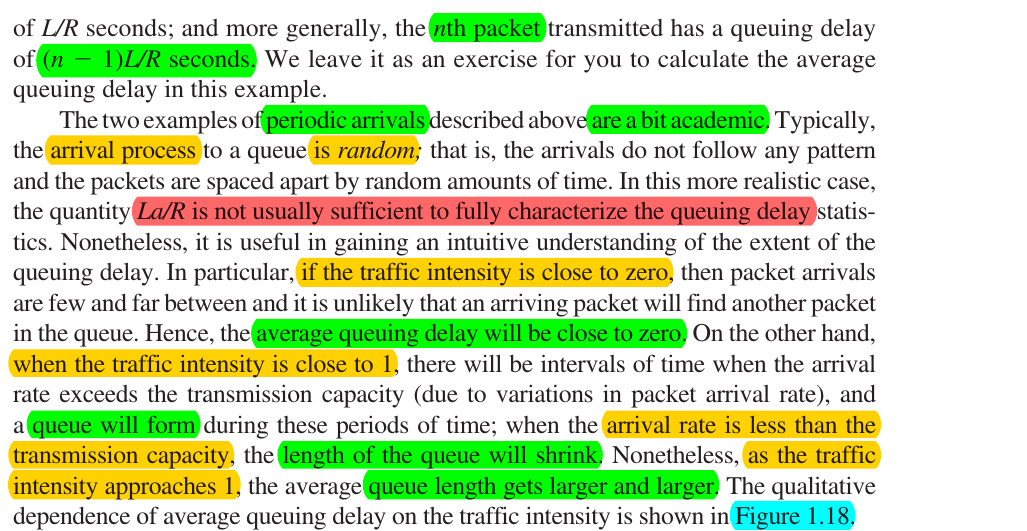 of L/R seconds; and more generally, the nth packet transmitted has a queuing delay
of (n − 1)L/R seconds. We leave it as an exercise for you to calculate the average
queuing delay in this example.
The two examples of periodic arrivals described above are a bit academic. Typically,
the arrival process to a queue is random; that is, the arrivals do not follow any pattern
and the packets are spaced apart by random amounts of time. In this more realistic case,
the quantity La/R is not usually sufficient to fully characterize the queuing delay statis-
tics. Nonetheless, it is useful in gaining an intuitive understanding of the extent of the
queuing delay. In particular, if the traffic intensity is close to zero, then packet arrivals
are few and far between and it is unlikely that an arriving packet will find another packet
in the queue. Hence, the average queuing delay will be close to zero. On the other hand,
when the traffic intensity is close to 1, there will be intervals of time when the arrival
rate exceeds the transmission capacity (due to variations in packet arrival rate), and
a queue will form during these periods of time; when the arrival rate is less than the
transmission capacity, the length of the queue will shrink. Nonetheless, as the traffic
intensity approaches 1, the average queue length gets larger and larger. The qualitative
dependence of average queuing delay on the traffic intensity is shown in Figure 1.18.